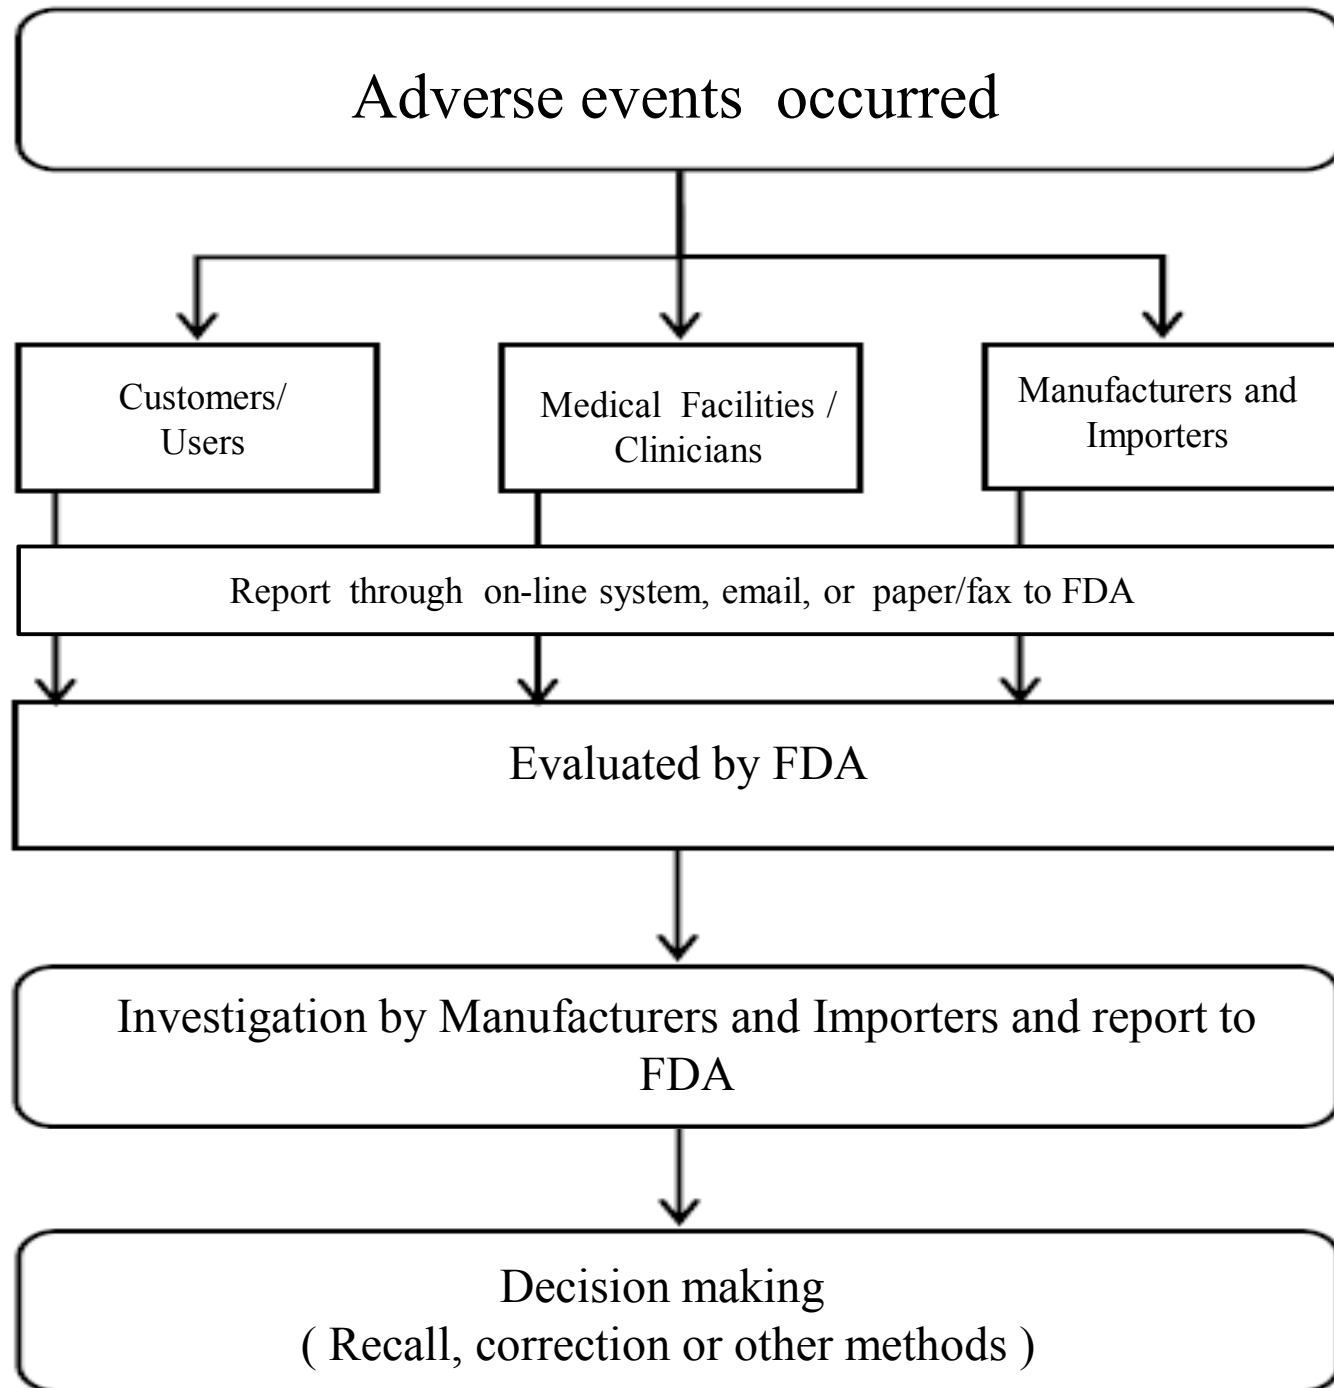 Adverse events occurred
Customers/
Users
Medical Facilities /
Clinicians
Manufacturers and
Importers
Report through on-line system, email, or paper/fax to FDA
Evaluated by FDA
Investigation by Manufacturers and Importers and report to
FDA
Decision making
( Recall, correction or other methods )